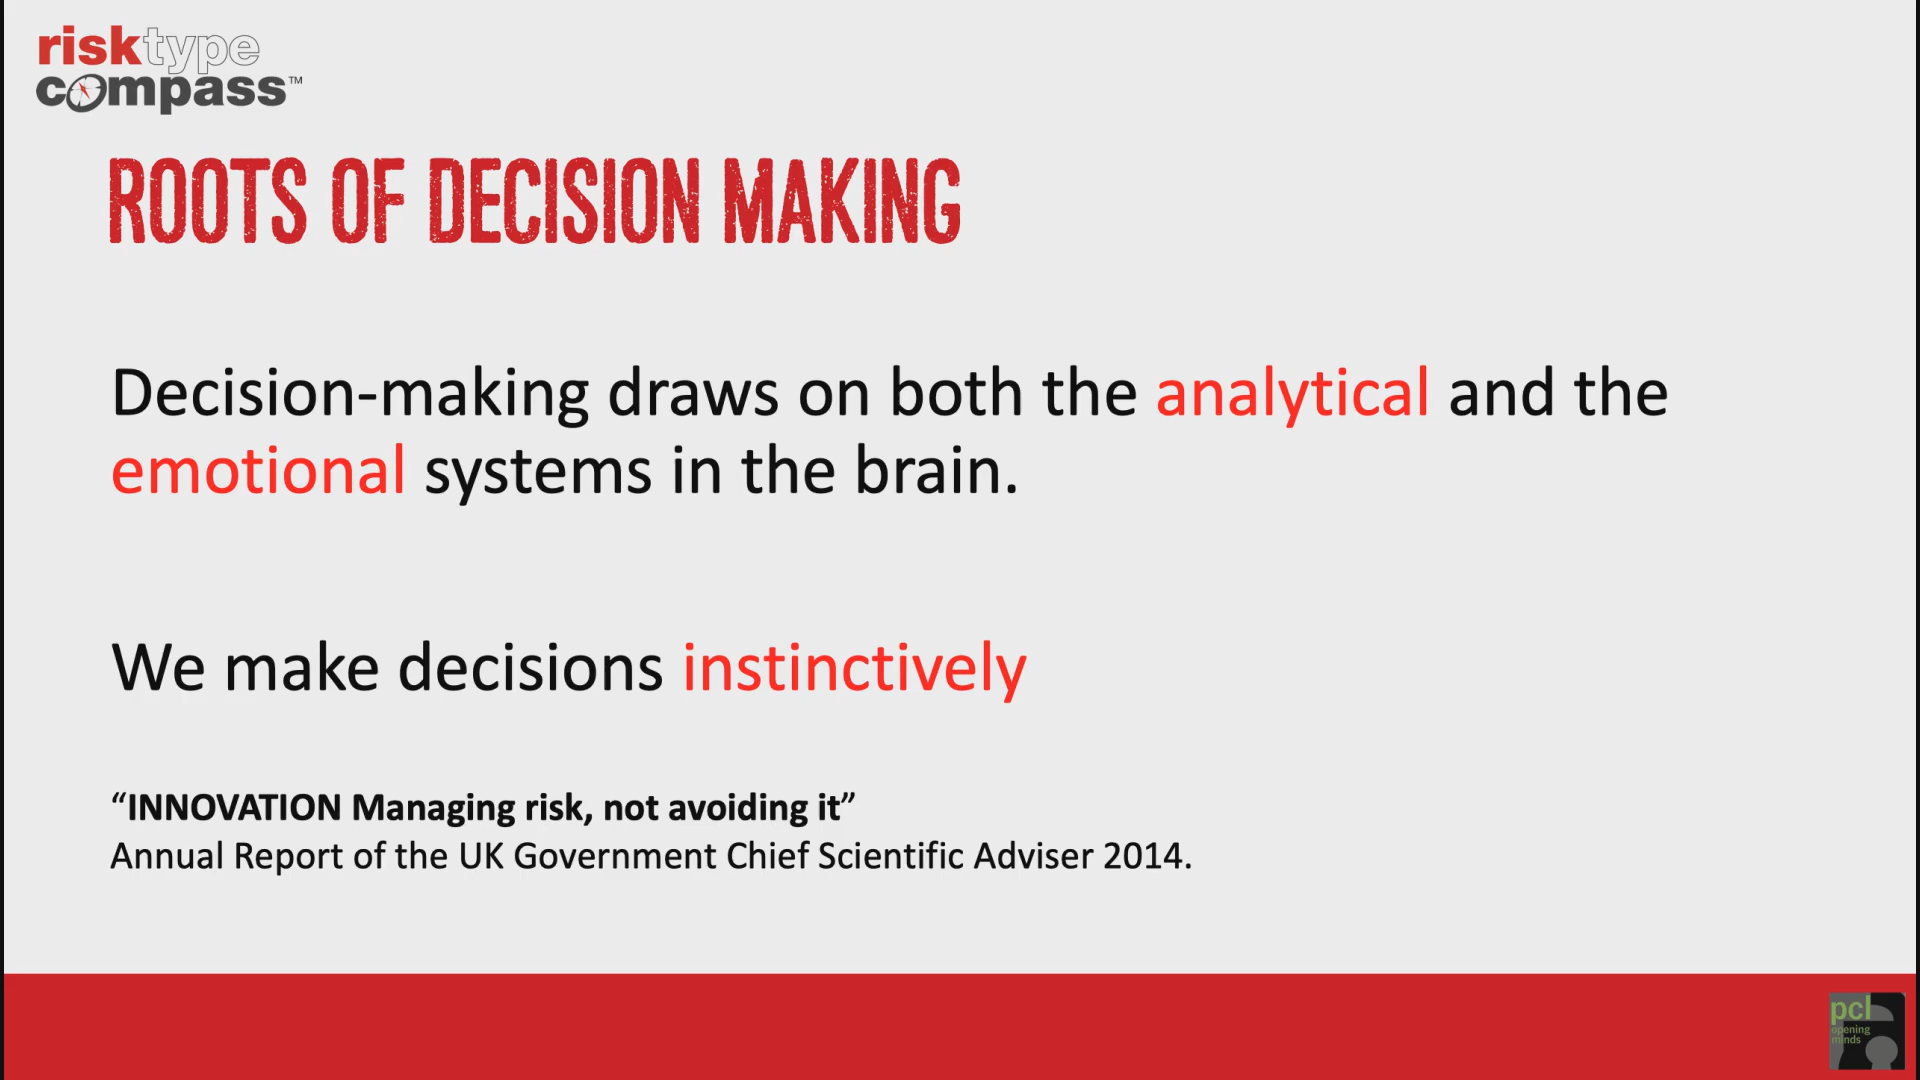 risktype
compass™
ROOTS OF DECISION MAKING
Decision-making draws on both the analytical and the
emotional systems in the brain.
We make decisions instinctively
“INNOVATION Managing risk, not avoiding it”
Annual Report of the UK Government Chief Scientific Adviser 2014.
pcl
opening
minds